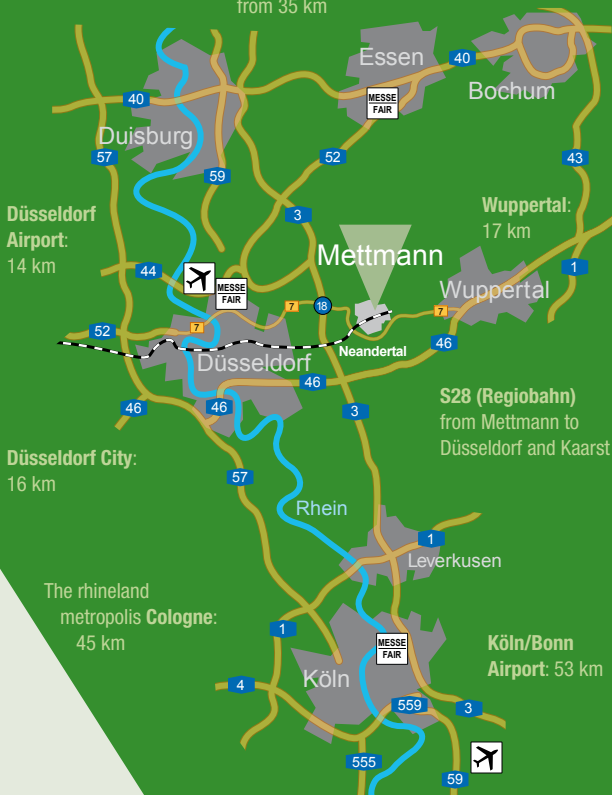 from 35 km
Essen
40
Bochum
MESSE
FAIR
40
Duisburg
57
52
43
59
Düsseldorf
Airport:
14 km
3
Wuppertal:
17 km
Mettmann
44
1
MESSE
FAIR
Wuppertal
7
18
7
7
52
Neandertal
46
Düsseldorf
46
46
46
3
S28 (Regiobahn)
from Mettmann to
Düsseldorf and Kaarst
Düsseldorf City:
16 km
57
Rhein
1
Leverkusen
The rhineland
metropolis Cologne:
45 km
1
MESSE
FAIR
Köln/Bonn
Airport: 53 km
Köln
4
559
3
555
59